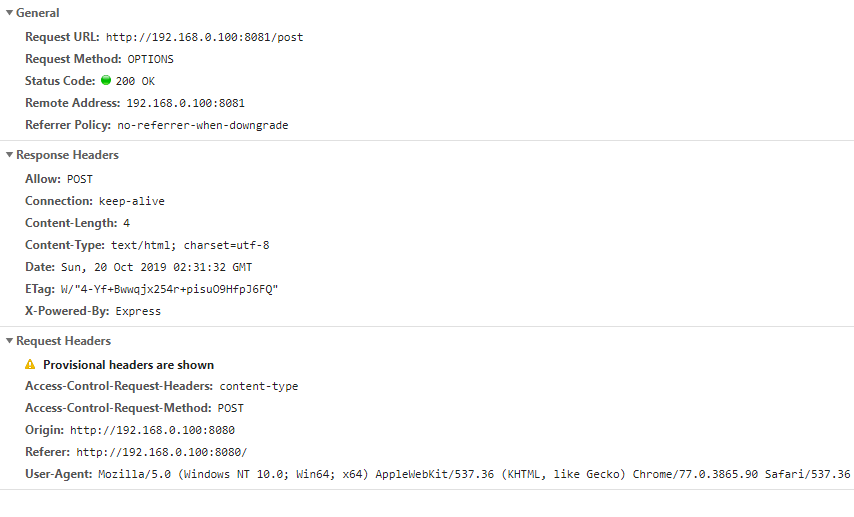 General
Request URL: http://192.168.0.100:8081/post
Request Method: OPTIONS
Status Code: 200 OK
Remote Address: 192.168.0.100:8081
Referrer Policy: no-referrer-when-downgrade
Response Headers
Allow: POST
Connection: keep-alive
Content-Length: 4
Content-Type: text/html; charset=utf-8
Date: Sun, 20 Oct 2019 02:31:32 GMT
ETag: W/"4-Yf+Bwwqjx254r+pisuO9HfpJ6FQ"
X-Powered-By: Express
Request Headers
Provisional headers are shown
Access-Control-Request-Headers: content-type
Access-Control-Request-Method: POST
Origin: http://192.168.0.100:8080
Referer: http://192.168.0.100:8080/
User-Agent: Mozilla/5.0 (Windows NT 10.0; Win64; x64) AppleWebKit/537.36 (KHTML, like Gecko) Chrome/77.0.3865.90 Safari/537.36